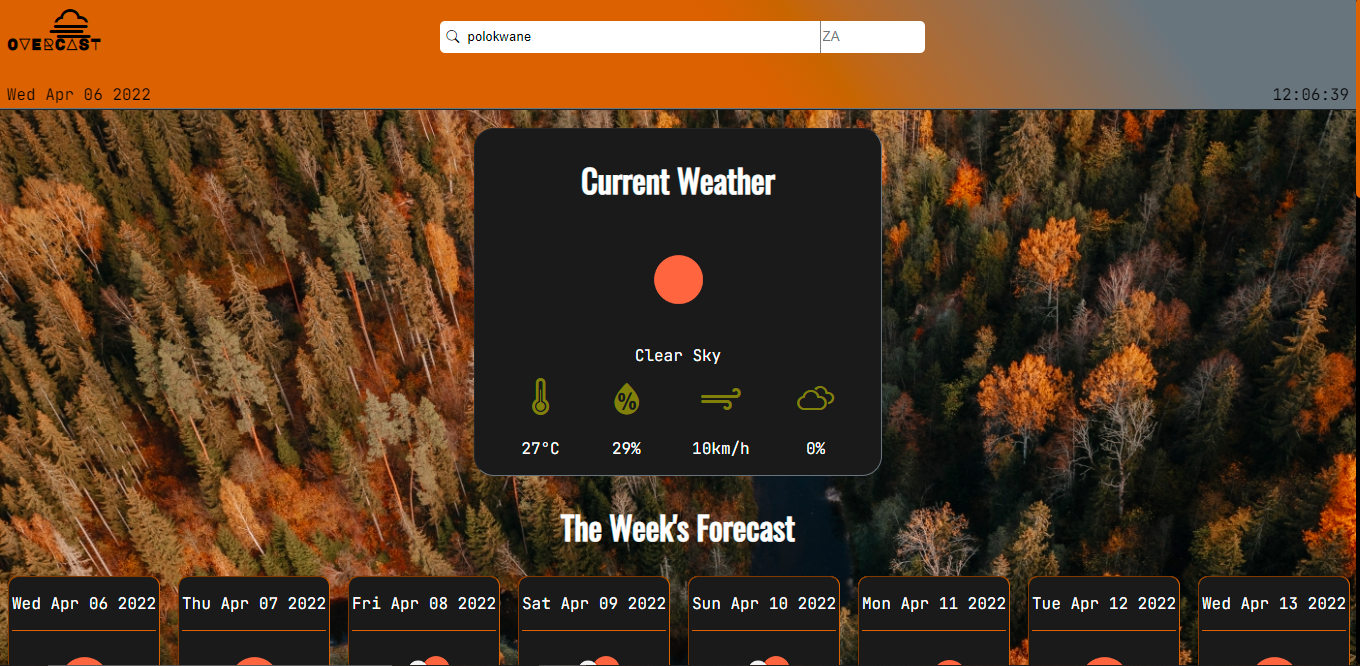 OVERCAST
polokwane
ZA
Wed Apr 06 2022
12:06:39
Current Weather
Clear Sky
%
27°C 29% 10km/h 0%
The Week's Forecast
Wed Apr 06 2022 Thu Apr 07 2022 Fri Apr 08 2022 Sat Apr 09 2022 Sun Apr 10 2022 Mon Apr 11 2022 Tue Apr 12 2022 Wed Apr 13 2022